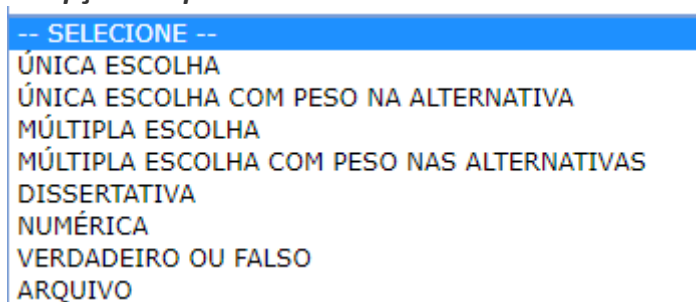 -- SELECIONE --
ÚNICA ESCOLHA
ÚNICA ESCOLHA COM PESO NA ALTERNATIVA
MÚLTIPLA ESCOLHA
MÚLTIPLA ESCOLHA COM PESO NAS ALTERNATIVAS
DISSERTATIVA
NUMÉRICA
VERDADEIRO OU FALSO
ARQUIVO